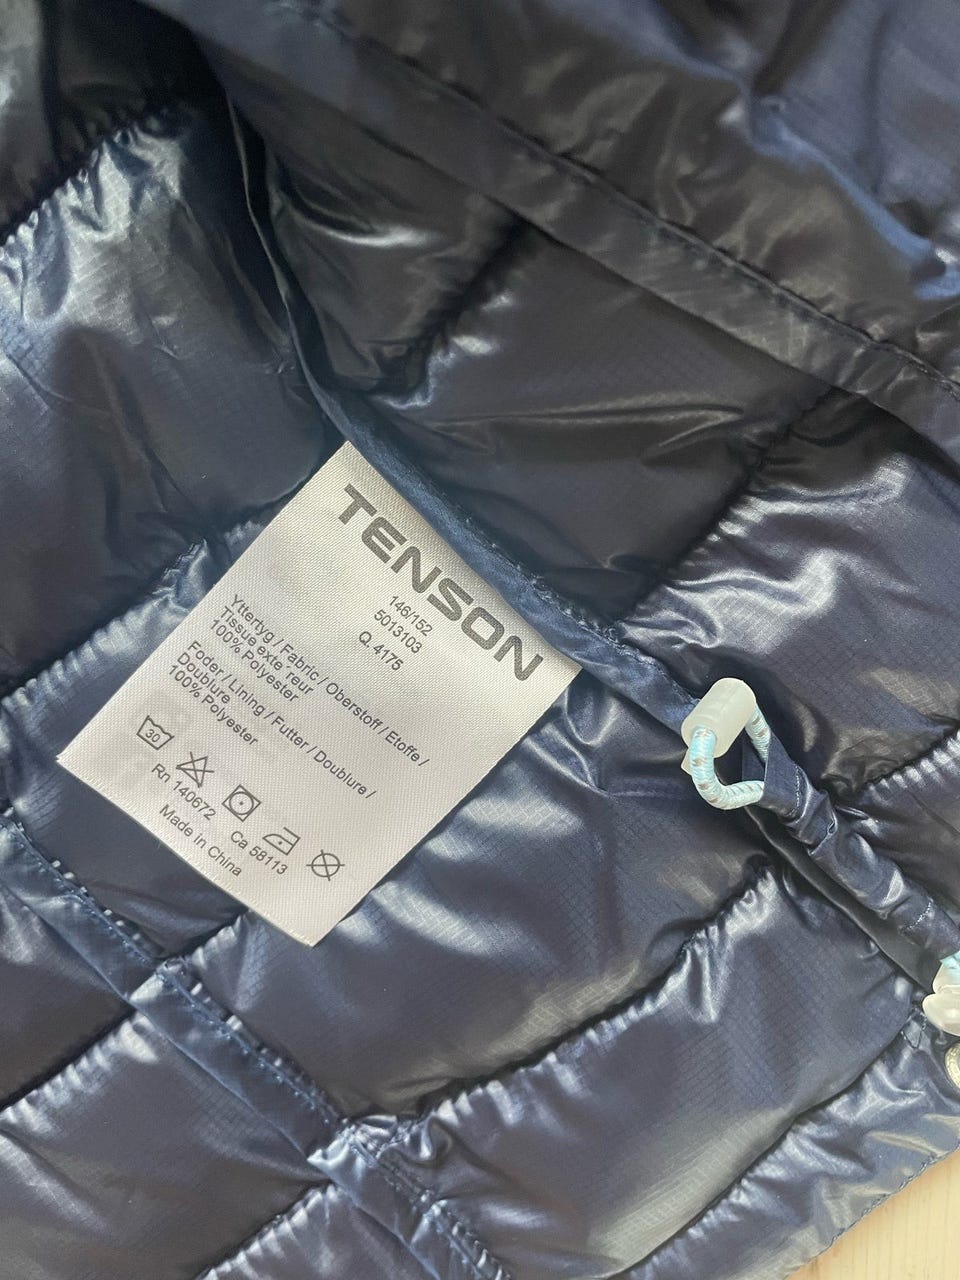 TENSON
146/152
5013103
Q. 4175
Yttertyg / Fabric / Oberstoff / Etoffe /
Tissue exte reur
100% Polyester
Foder / Lining / Futter / Doublure /
Doublure
100% Polyester
30
Rn 140672 Ca 58113
Made in China